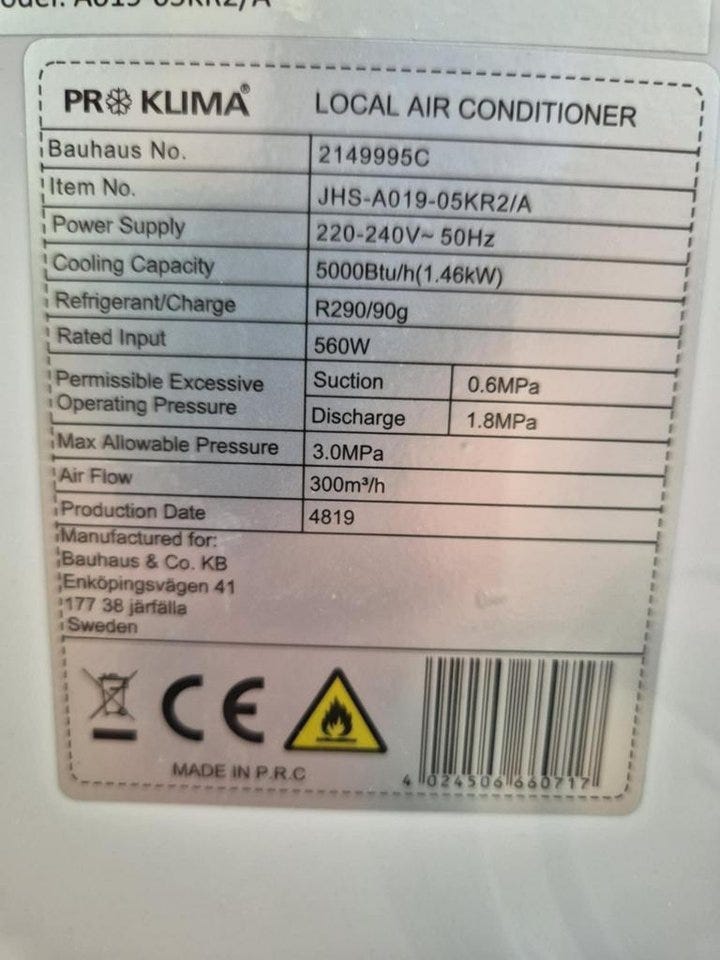 A019-05KR2/A
PRO KLIMA® LOCAL AIR CONDITIONER
Bauhaus No. 2149995C
Item No. JHS-A019-05KR2/A
Power Supply 220-240V~ 50Hz
Cooling Capacity 5000Btu/h(1.46kW)
Refrigerant/Charge R290/90g
Rated Input 560W
Permissible Excessive Suction 0.6MPa
Operating Pressure Discharge 1.8MPa
Max Allowable Pressure 3.0MPa
Air Flow 300m³/h
Production Date 4819
Manufactured for:
Bauhaus & Co. KB
Enköpingsvägen 41
177 38 järfälla
Sweden
CE
MADE IN P.R.C
4 024506 660717